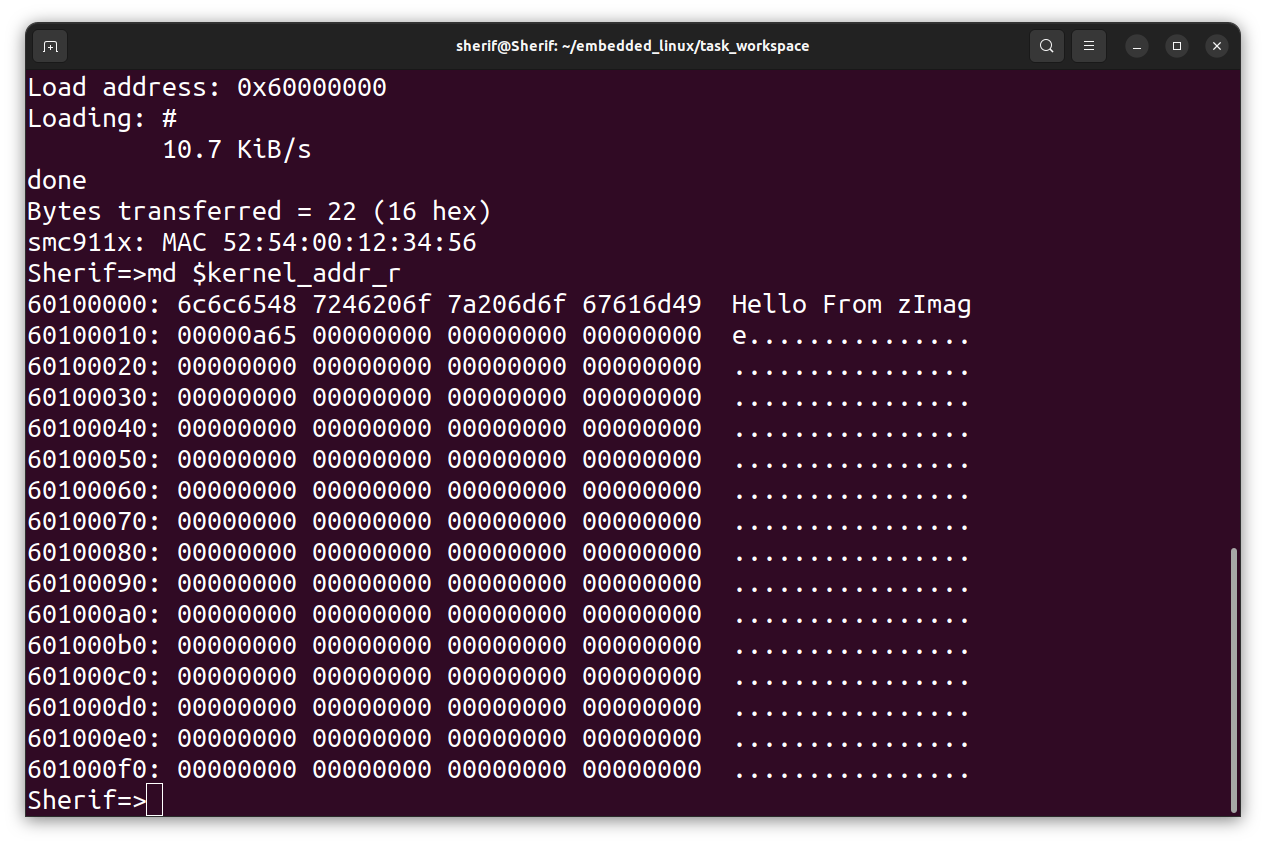 sherif@Sherif: ~/embedded_linux/task_workspace
Load address: 0x60000000
Loading: #
         10.7 KiB/s
done
Bytes transferred = 22 (16 hex)
smc911x: MAC 52:54:00:12:34:56
Sherif=>md $kernel_addr_r
60100000: 6c6c6548 7246206f 7a206d6f 67616d49  Hello From zImag
60100010: 00000a65 00000000 00000000 00000000  e...............
60100020: 00000000 00000000 00000000 00000000  ................
60100030: 00000000 00000000 00000000 00000000  ................
60100040: 00000000 00000000 00000000 00000000  ................
60100050: 00000000 00000000 00000000 00000000  ................
60100060: 00000000 00000000 00000000 00000000  ................
60100070: 00000000 00000000 00000000 00000000  ................
60100080: 00000000 00000000 00000000 00000000  ................
60100090: 00000000 00000000 00000000 00000000  ................
601000a0: 00000000 00000000 00000000 00000000  ................
601000b0: 00000000 00000000 00000000 00000000  ................
601000c0: 00000000 00000000 00000000 00000000  ................
601000d0: 00000000 00000000 00000000 00000000  ................
601000e0: 00000000 00000000 00000000 00000000  ................
601000f0: 00000000 00000000 00000000 00000000  ................
Sherif=>